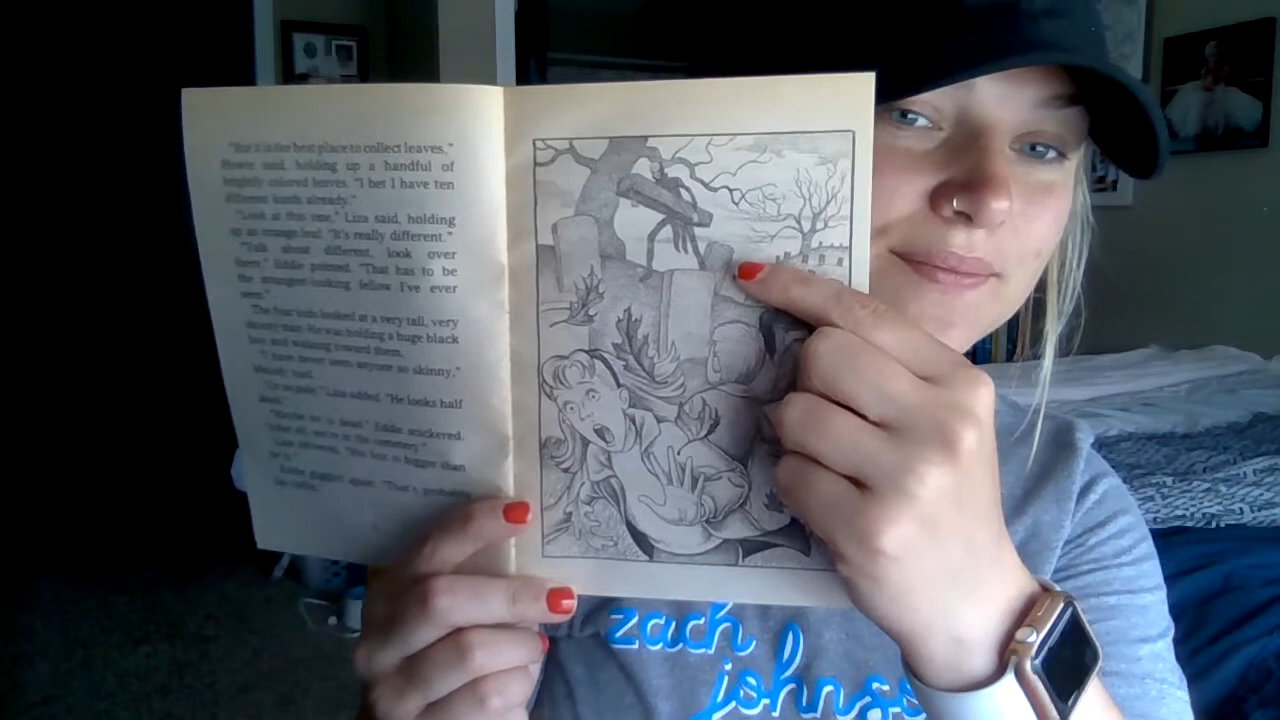 "But it is the best place to collect leaves,"
Howie said, holding up a handful of
brightly colored leaves. "I bet I have ten
different kinds already."
"Look at this one," Liza said, holding
up an orange leaf. "It's really different."
"Talk about different, look over
there," Eddie pointed. "That has to be
the strangest-looking fellow I've ever
seen."
The four kids looked at a very tall, very
skinny man. He was holding a huge black
box and walking toward them.
"I have never seen anyone so skinny,"
Melody said.
"Or so pale," Liza added. "He looks half
dead."
"Maybe he is dead," Eddie snickered.
"After all, we're in the cemetery."
Liza shivered. "His box is bigger than
he is."
Eddie giggled again. "That's probably
his coffin."
zach
johnso